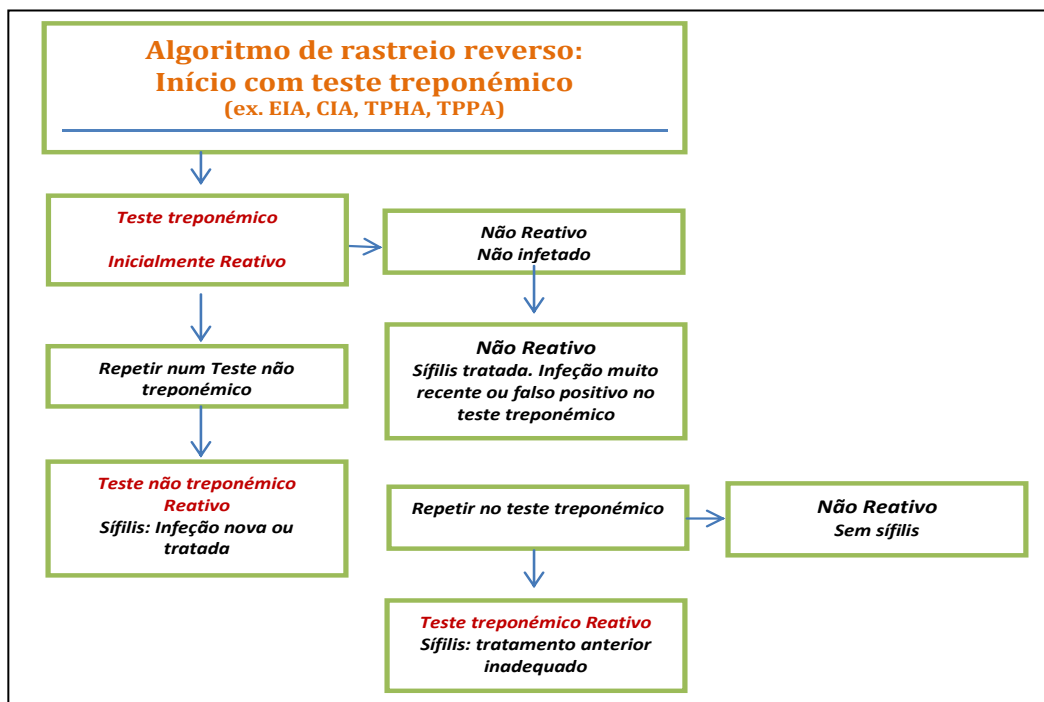 Algoritmo de rastreio reverso:
Início com teste treponémico
(ex. EIA, CIA, TPHA, TPPA)
Teste treponémico
Inicialmente Reativo
Não Reativo
Não infetado
Repetir num Teste não
treponémico
Não Reativo
Sífilis tratada. Infeção muito
recente ou falso positivo no
teste treponémico
Teste não treponémico
Reativo
Sífilis: Infeção nova ou
tratada
Repetir no teste treponémico
Não Reativo
Sem sífilis
Teste treponémico Reativo
Sífilis: tratamento anterior
inadequado